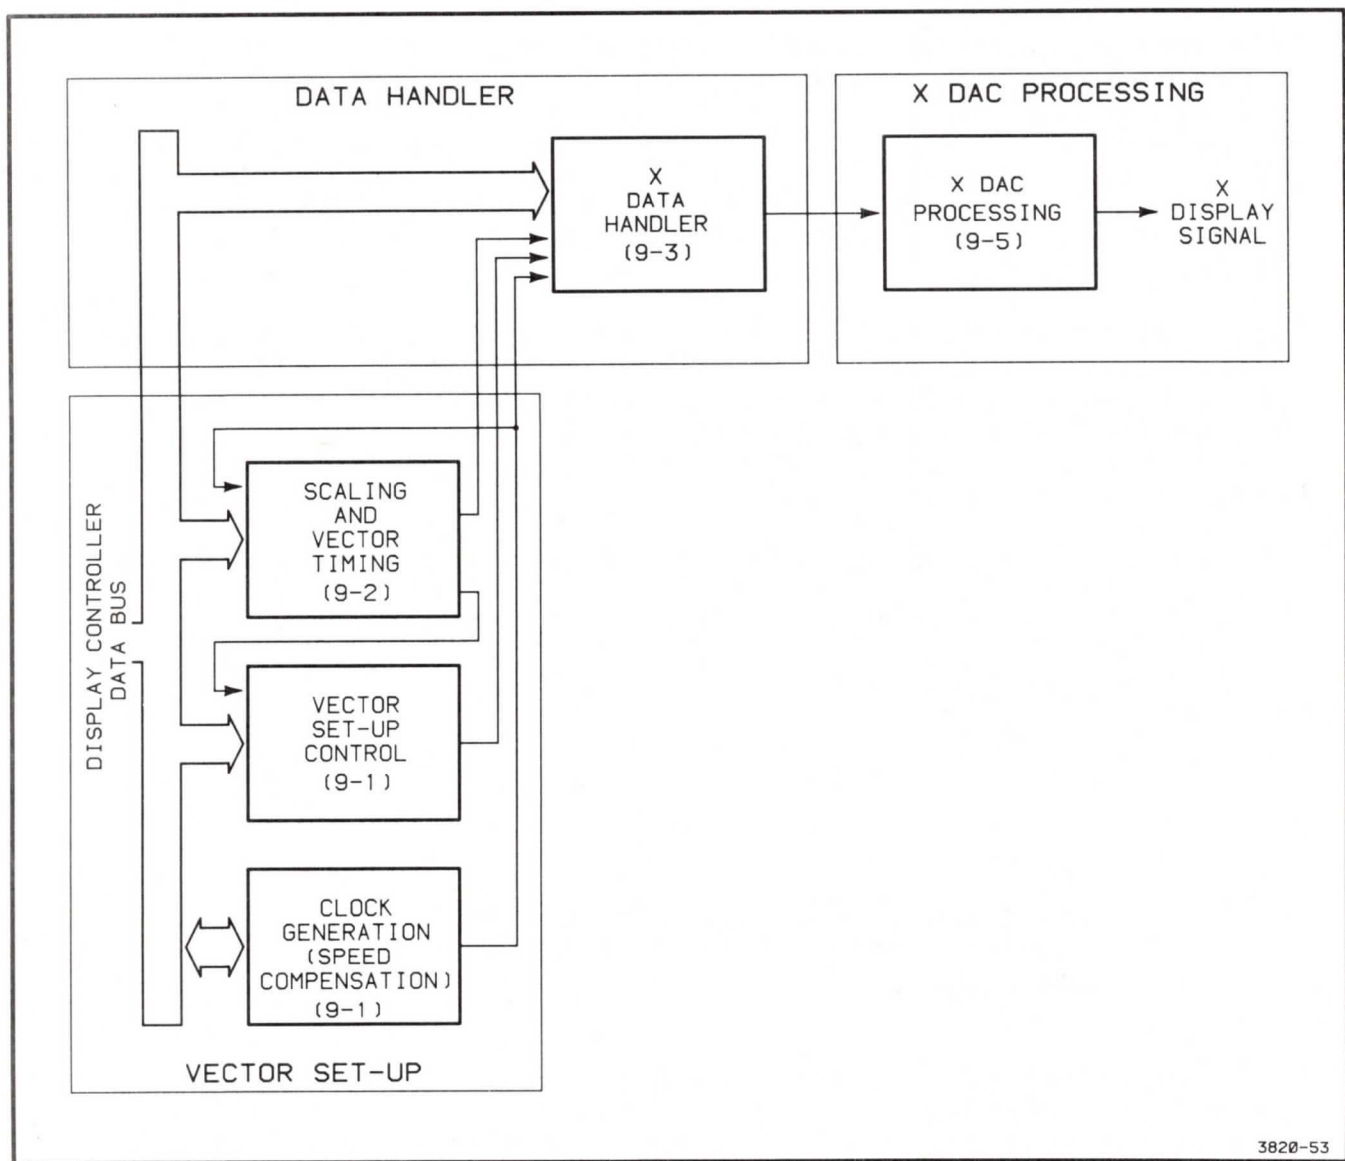 DATA HANDLER
X DAC PROCESSING
X
DATA
HANDLER
(9-3)
X DAC
PROCESSING
(9-5)
X
DISPLAY
SIGNAL
DISPLAY CONTROLLER
DATA BUS
SCALING
AND
VECTOR
TIMING
(9-2)
VECTOR
SET-UP
CONTROL
(9-1)
CLOCK
GENERATION
(SPEED
COMPENSATION)
(9-1)
VECTOR SET-UP
3820-53